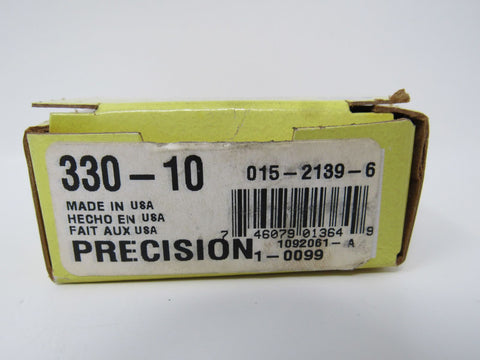 330-10
015-2139-6
MADE IN USA
HECHO EN USA
FAIT AUX USA
7 46079 01364 9
1092061-A
PRECISION
1-0099